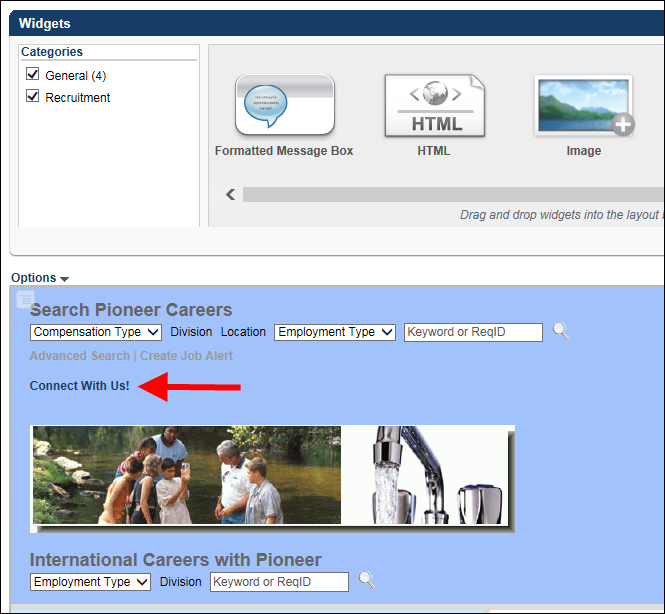 Widgets
Categories
General (4)
Recruitment
Formatted Message Box
HTML
HTML
Image
Drag and drop widgets into the layout
Options
Search Pioneer Careers
Compensation Type Division Location Employment Type Keyword or ReqID
Advanced Search | Create Job Alert
Connect With Us!
International Careers with Pioneer
Employment Type Division Keyword or ReqID